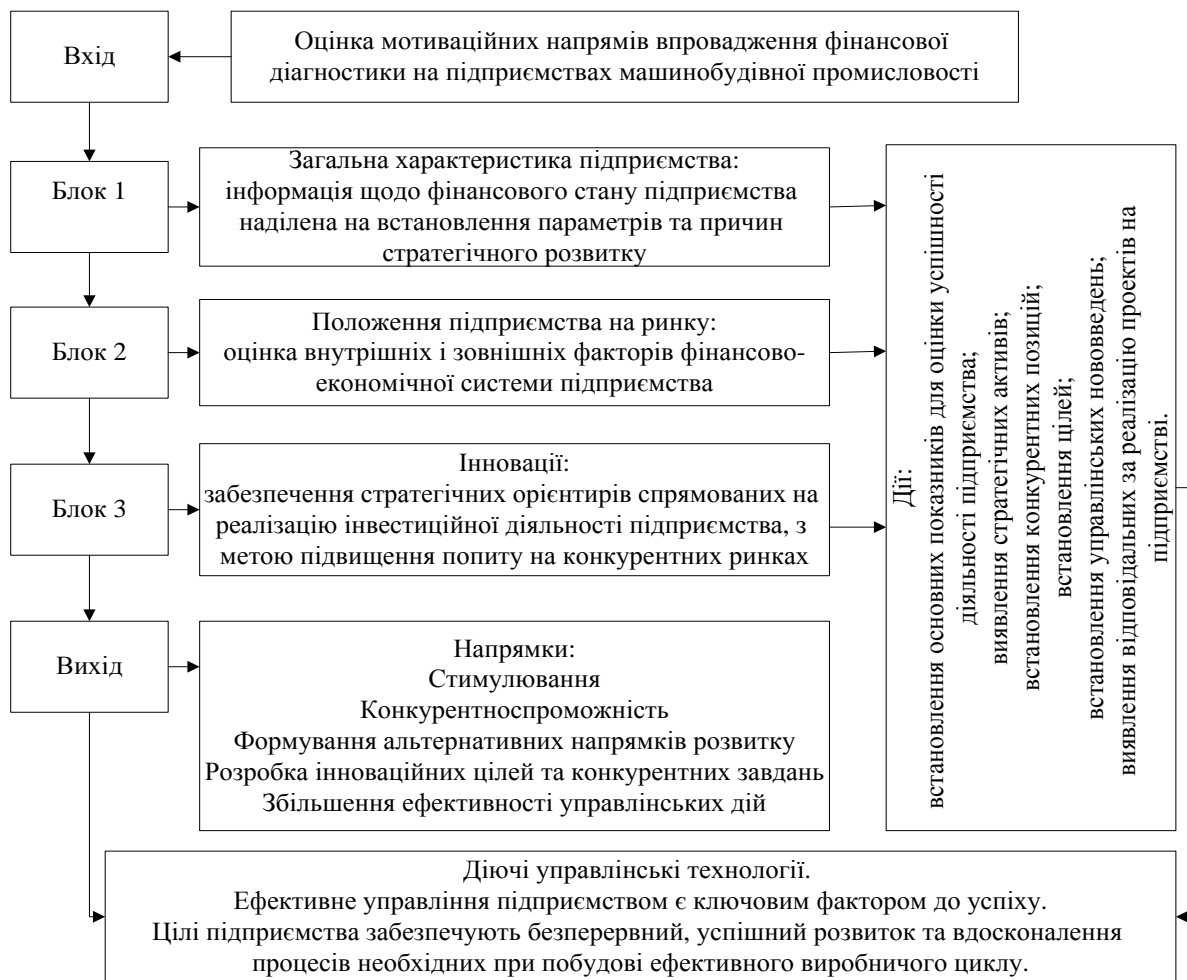 Вхід
Оцінка мотиваційних напрямів впровадження фінансової
діагностики на підприємствах машинобудівної промисловості
Блок 1
Загальна характеристика підприємства:
інформація щодо фінансового стану підприємства
наділена на встановлення параметрів та причин
стратегічного розвитку
Блок 2
Положення підприємства на ринку:
оцінка внутрішніх і зовнішніх факторів фінансово-
економічної системи підприємства
Блок 3
Інновації:
забезпечення стратегічних орієнтирів спрямованих на
реалізацію інвестиційної діяльності підприємства, з
метою підвищення попиту на конкурентних ринках
Дії:
встановлення основних показників для оцінки успішності
діяльності підприємства;
виявлення стратегічних активів;
встановлення конкурентних позицій;
встановлення цілей;
встановлення управлінських нововведень;
виявлення відповідальних за реалізацію проектів на
підприємстві.
Вихід
Напрямки:
Стимулювання
Конкурентноспроможність
Формування альтернативних напрямків розвитку
Розробка інноваційних цілей та конкурентних завдань
Збільшення ефективності управлінських дій
Діючі управлінські технології.
Ефективне управління підприємством є ключовим фактором до успіху.
Цілі підприємства забезпечують безперервний, успішний розвиток та вдосконалення
процесів необхідних при побудові ефективного виробничого циклу.